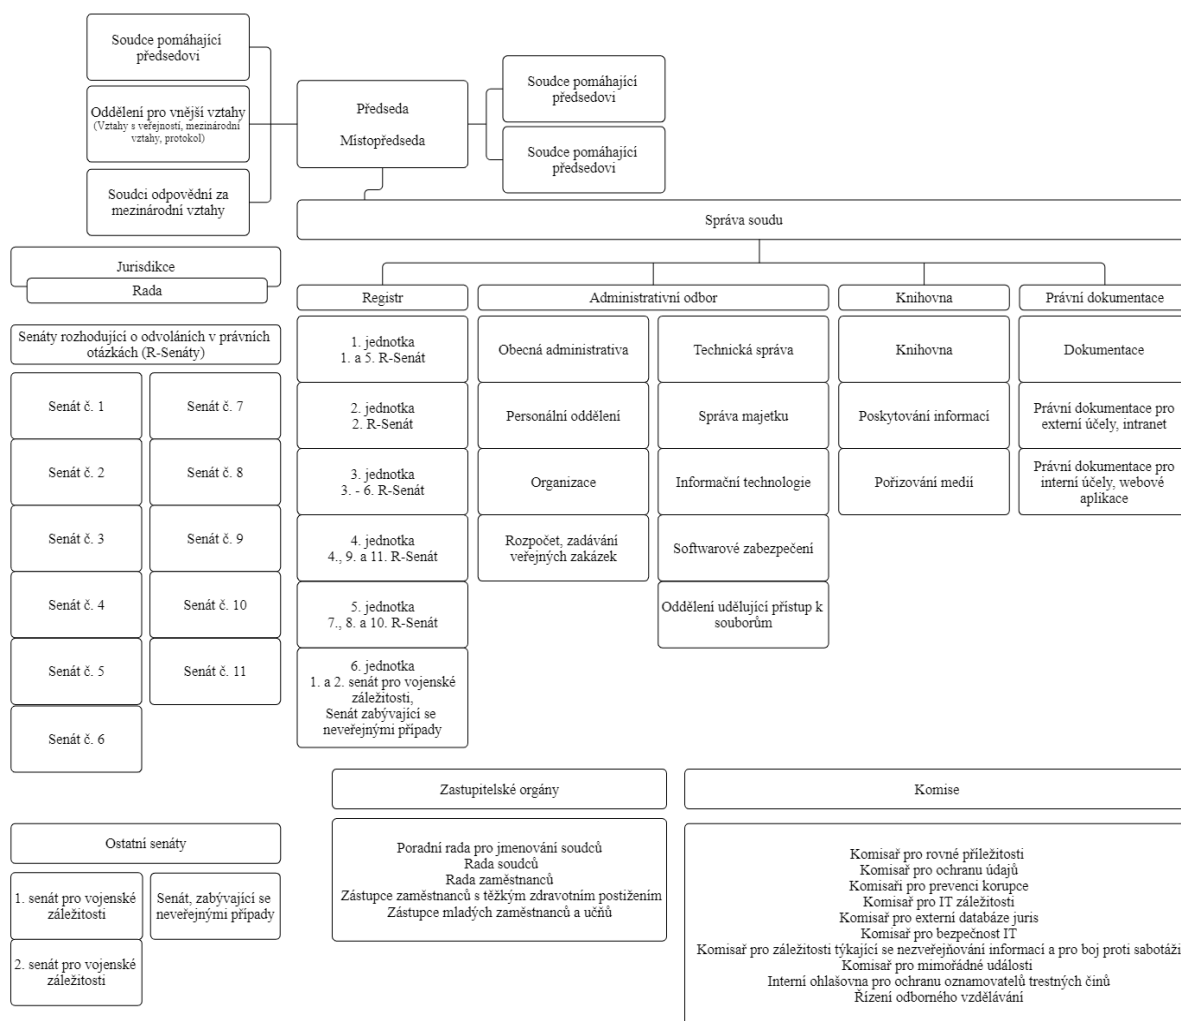 Soudce pomáhající
předsedovi
Oddělení pro vnější vztahy
(Vztahy s veřejností, mezinárodní
vztahy, protokol)
Soudci odpovědní za
mezinárodní vztahy
Předseda
Místopředseda
Soudce pomáhající
předsedovi
Soudce pomáhající
předsedovi
Správa soudu
Jurisdikce
Rada
Senáty rozhodující o odvoláních v právních
otázkách (R-Senáty)
Senát č. 1
Senát č. 7
Senát č. 2
Senát č. 8
Senát č. 3
Senát č. 9
Senát č. 4
Senát č. 10
Senát č. 5
Senát č. 11
Senát č. 6
Registr
1. jednotka
1. a 5. R-Senát
2. jednotka
2. R-Senát
3. jednotka
3. - 6. R-Senát
4. jednotka
4., 9. a 11. R-Senát
5. jednotka
7., 8. a 10. R-Senát
6. jednotka
1. a 2. senát pro vojenské
záležitosti,
Senát zabývající se
neveřejnými případy
Administrativní odbor
Obecná administrativa
Personální oddělení
Organizace
Rozpočet, zadávání
veřejných zakázek
Technická správa
Správa majetku
Informační technologie
Softwarové zabezpečení
Oddělení udělující přístup k
souborům
Knihovna
Knihovna
Poskytování informací
Pořizování medií
Právní dokumentace
Dokumentace
Právní dokumentace pro
externí účely, intranet
Právní dokumentace pro
interní účely, webové
aplikace
Ostatní senáty
1. senát pro vojenské
záležitosti
Senát, zabývající se
neveřejnými případy
2. senát pro vojenské
záležitosti
Zastupitelské orgány
Poradní rada pro jmenování soudců
Rada soudců
Rada zaměstnanců
Zástupce zaměstnanců s těžkým zdravotním postižením
Zástupce mladých zaměstnanců a učňů
Komise
Komisař pro rovné příležitosti
Komisař pro ochranu údajů
Komisaři pro prevenci korupce
Komisař pro IT záležitosti
Komisař pro externí databáze juris
Komisař pro bezpečnost IT
Komisař pro záležitosti týkající se nezveřejňování informací a pro boj proti sabotáži
Komisař pro mimořádné události
Interní ohlašovna pro ochranu oznamovatelů trestných činů
Řízení odborného vzdělávání